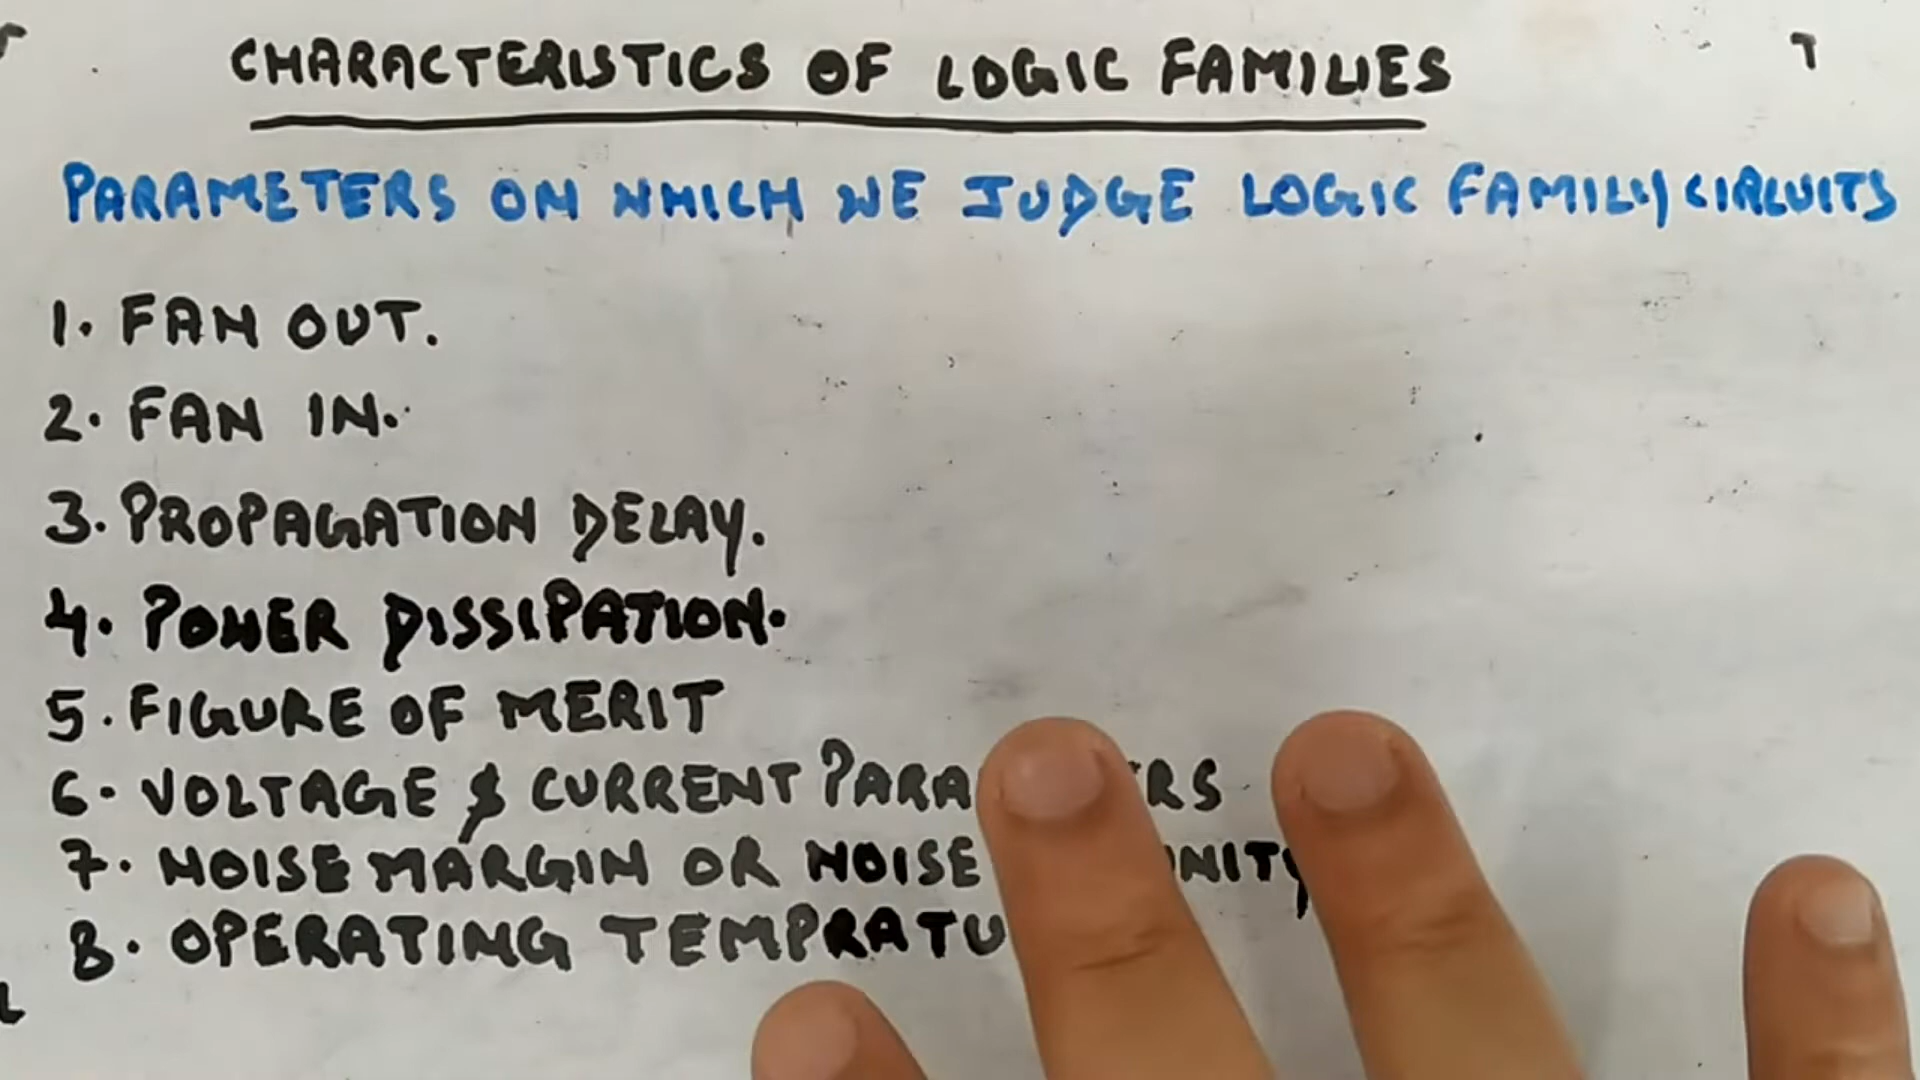 CHARACTERISTICS OF LOGIC FAMILIES
T
PARAMETERS ON WHICH WE JUDGE LOGIC FAMILY CIRCUITS
1. FAN OUT.
2. FAN IN.
3. PROPAGATION DELAY.
4. POWER DISSIPATION.
5. FIGURE OF MERIT
6. VOLTAGE & CURRENT
7. NOISE MARGIN OR NOISE
8. OPERATING
L